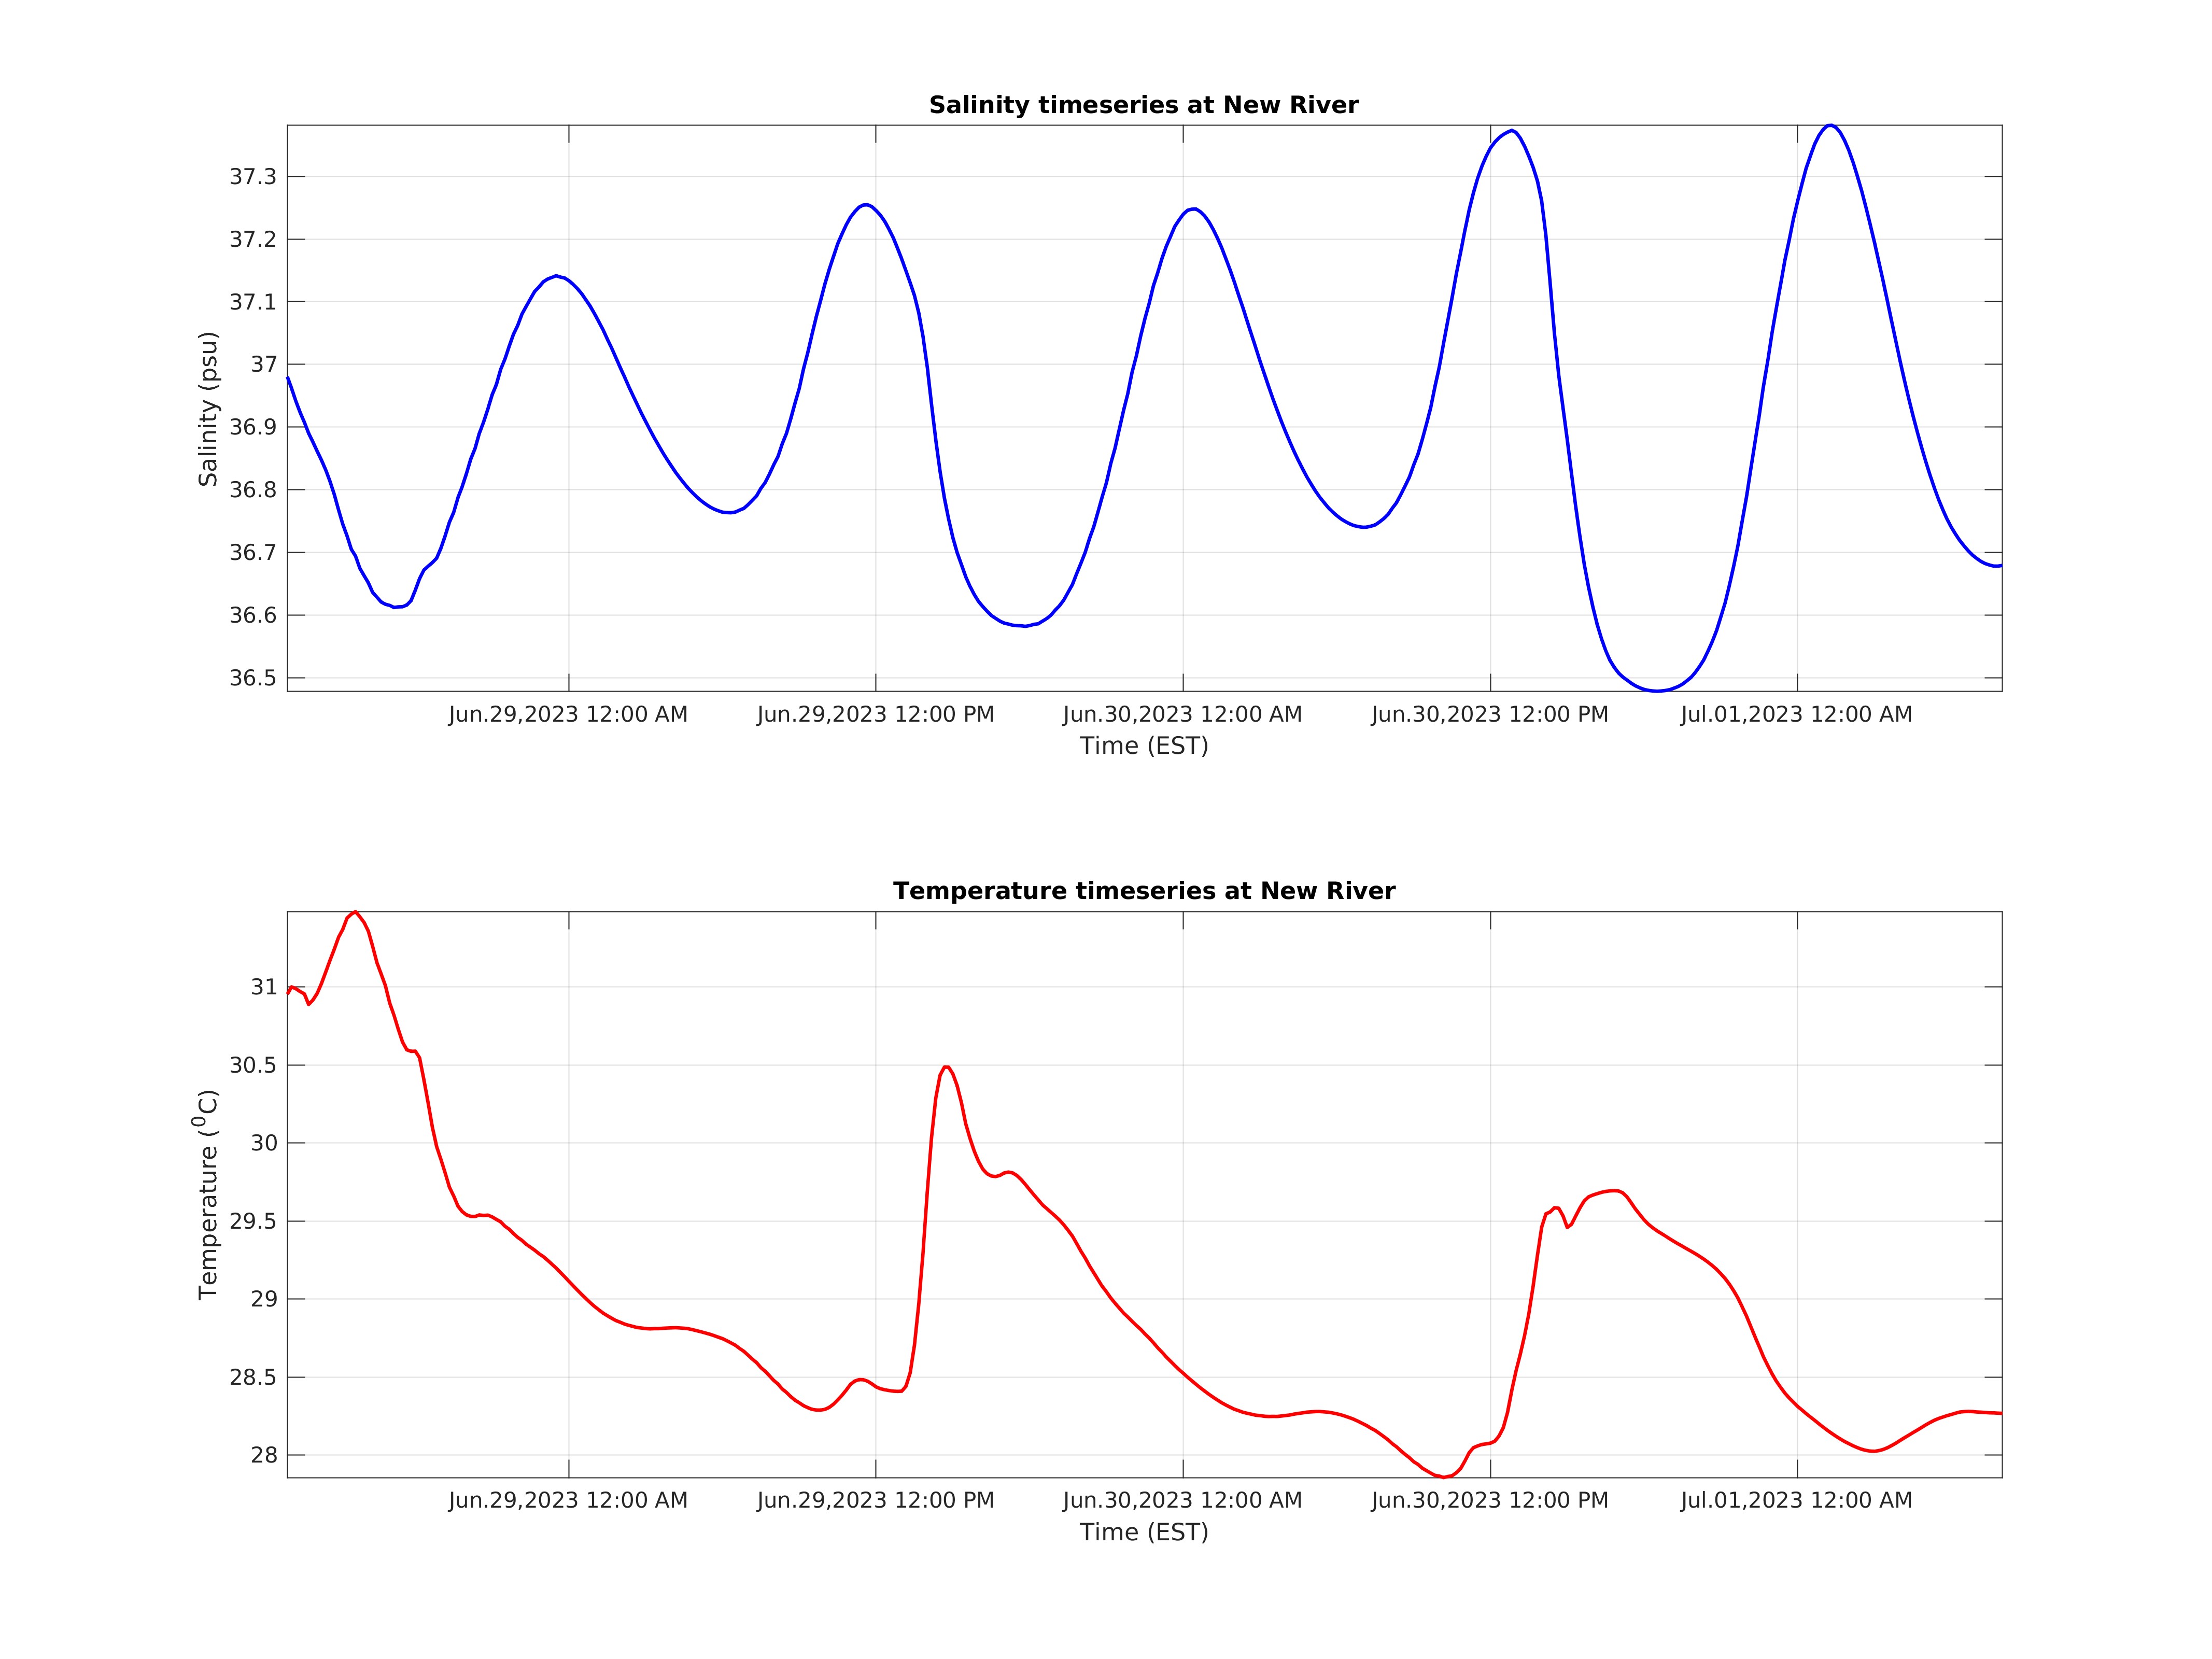 Salinity timeseries at New River
37.3
37.2
37.1
37
36.9
36.8
36.7
36.6
36.5
Salinity (psu)
Jun.29,2023 12:00 AM Jun.29,2023 12:00 PM Jun.30,2023 12:00 AM Jun.30,2023 12:00 PM Jul.01,2023 12:00 AM
Time (EST)
Temperature timeseries at New River
31
30.5
30
29.5
29
28.5
28
Temperature (⁰C)
Jun.29,2023 12:00 AM Jun.29,2023 12:00 PM Jun.30,2023 12:00 AM Jun.30,2023 12:00 PM Jul.01,2023 12:00 AM
Time (EST)